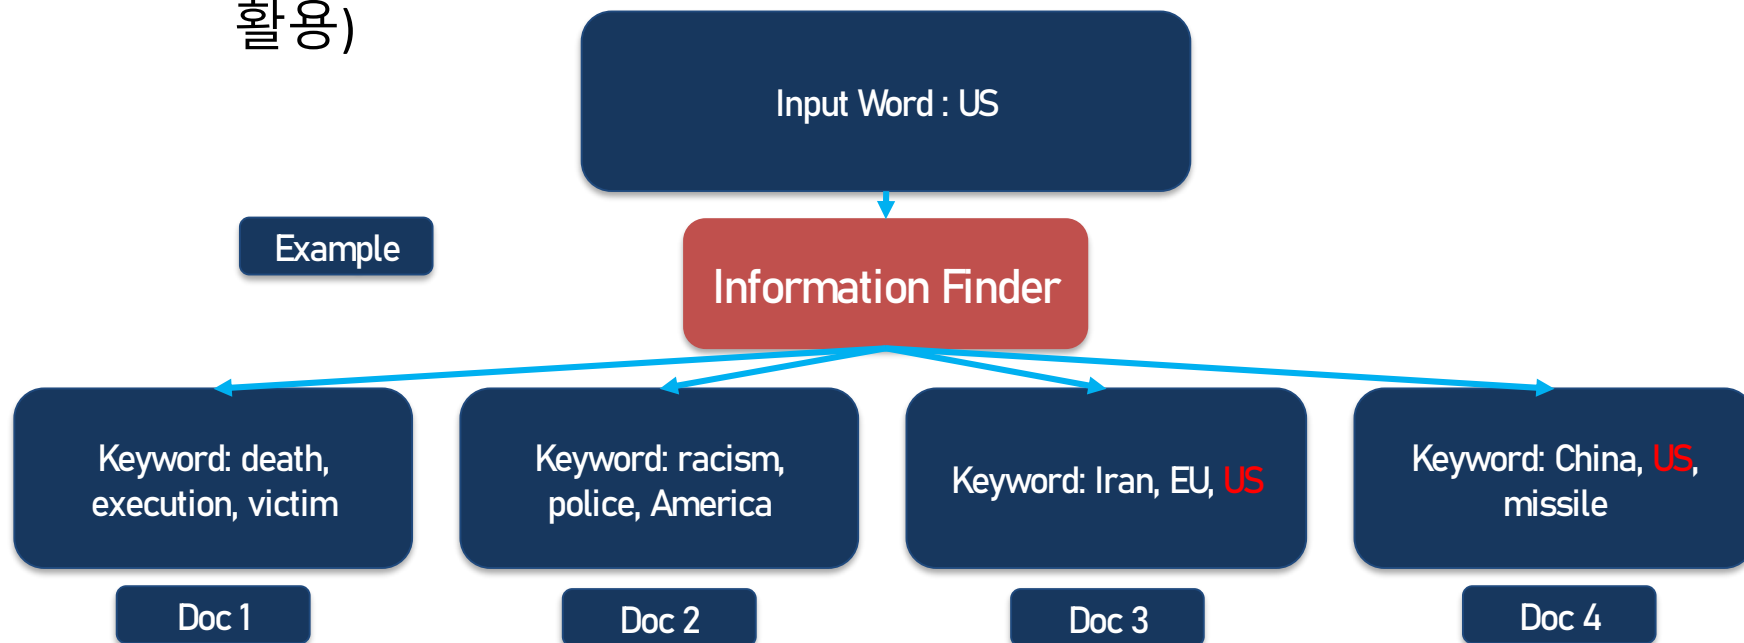 활용)
Input Word : US
Example
Information Finder
Keyword: death,
execution, victim
Keyword: racism,
police, America
Keyword: Iran, EU, US
Keyword: China, US,
missile
Doc 1
Doc 2
Doc 3
Doc 4